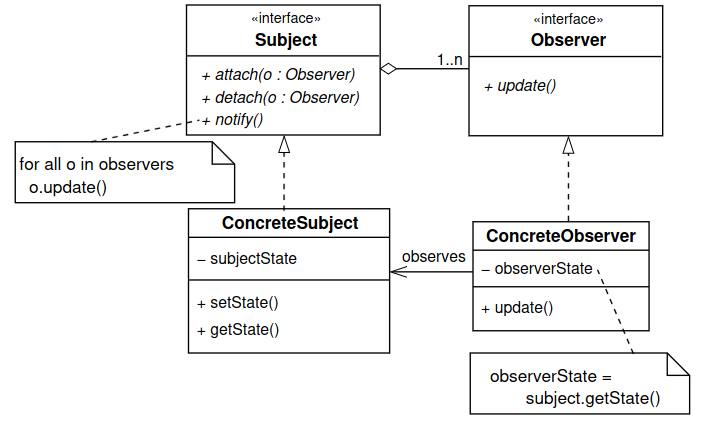 «interface»
Subject
+ attach(o : Observer)
+ detach(o : Observer)
+ notify()
1..n
«interface»
Observer
+ update()
for all o in observers
o.update()
ConcreteSubject
− subjectState
+ setState()
+ getState()
observes
ConcreteObserver
− observerState
+ update()
observerState =
subject.getState()